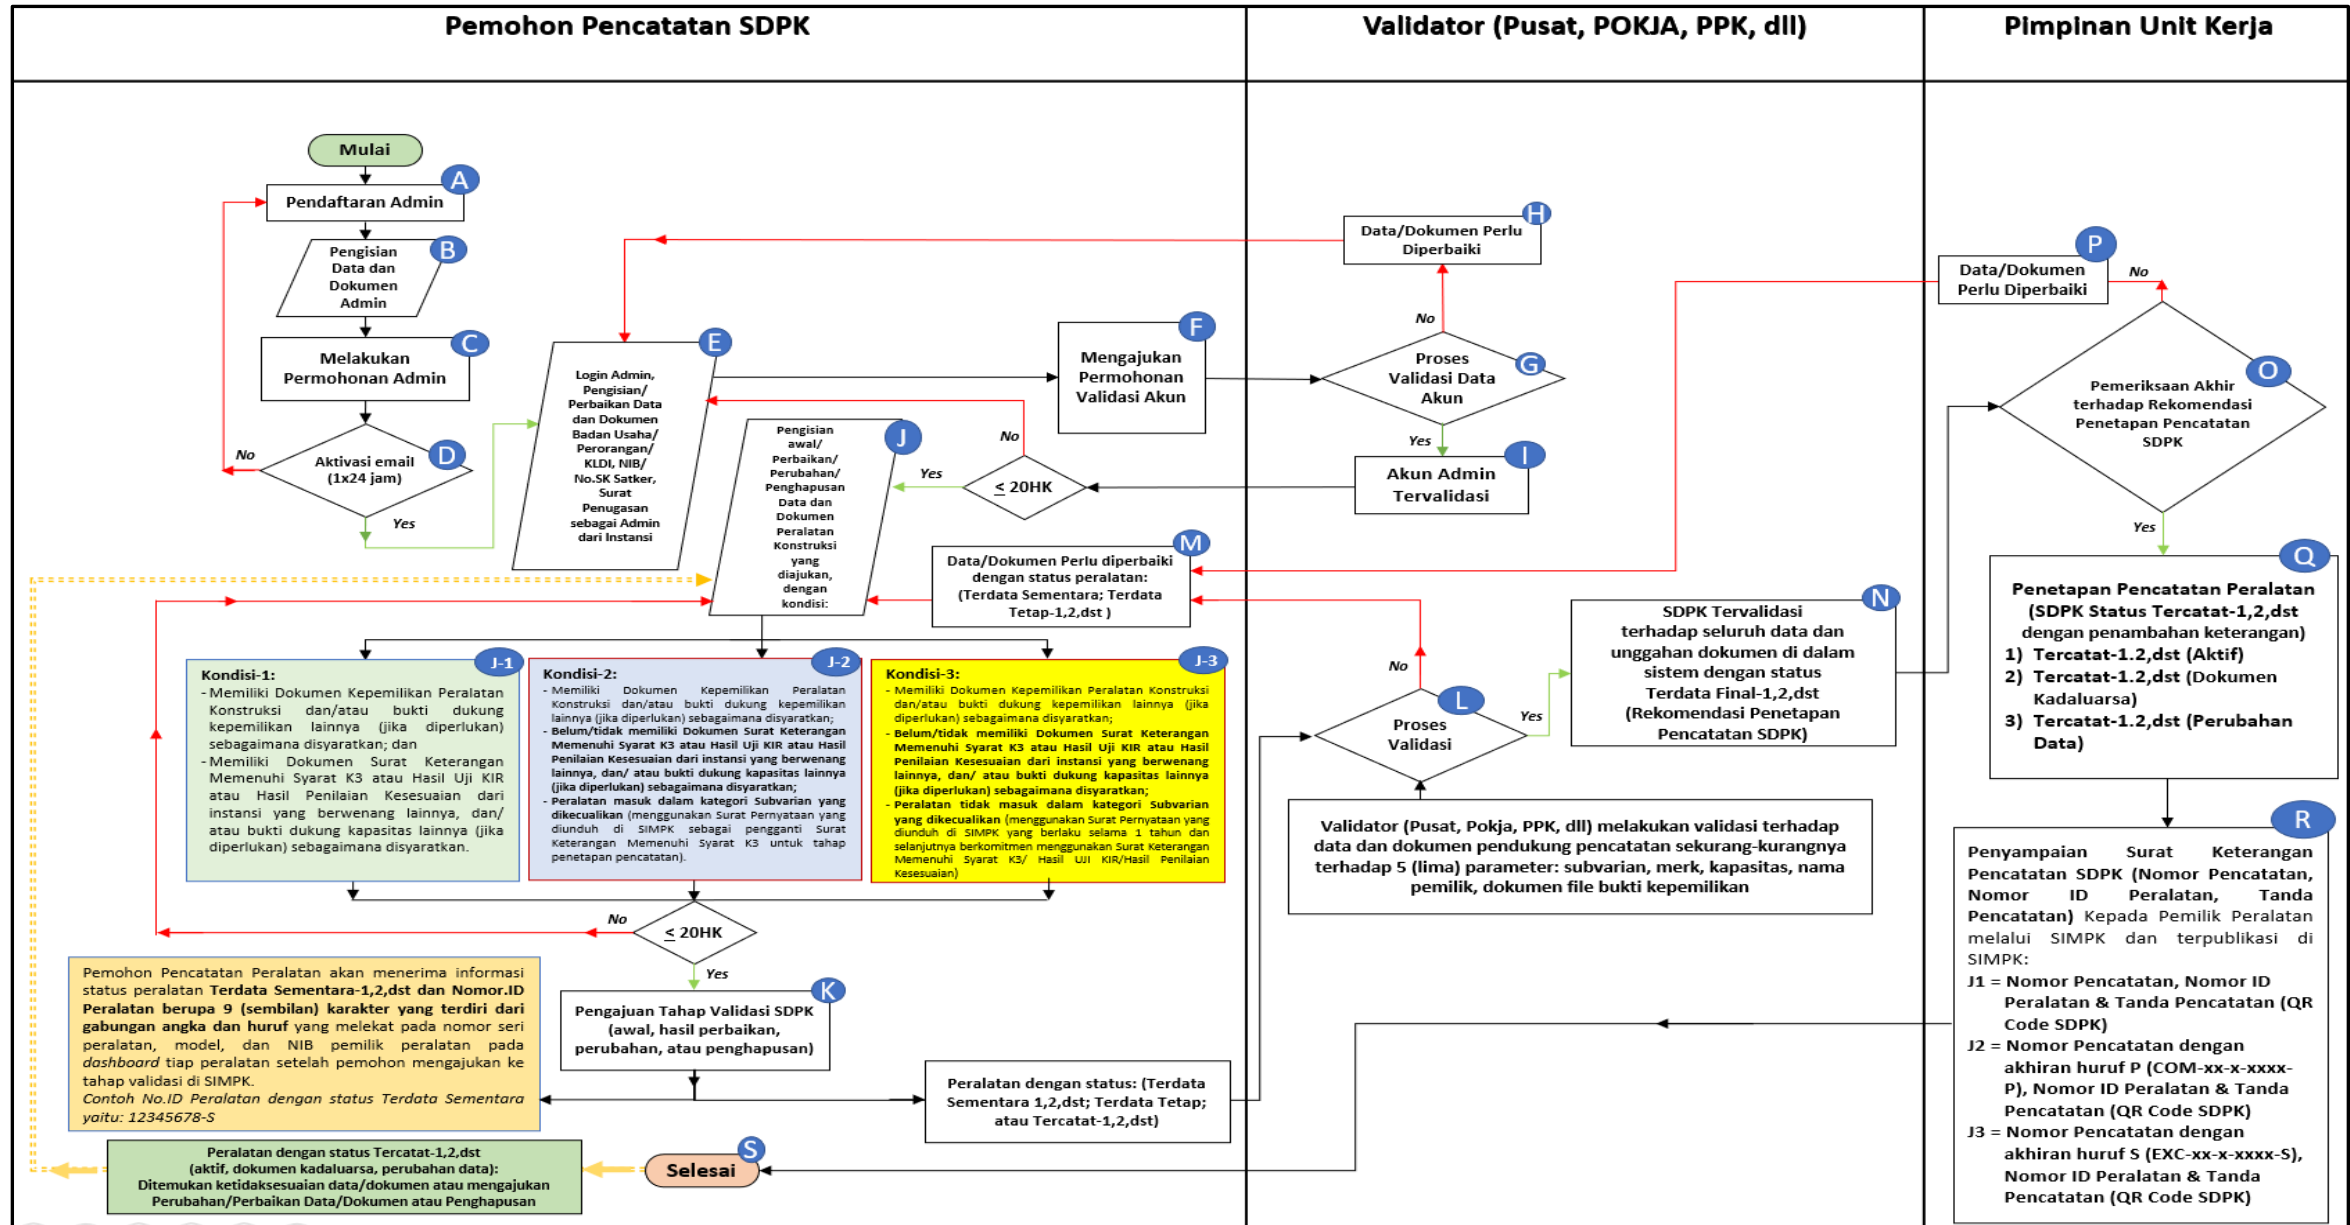 Pemohon Pencatatan SDPK
Validator (Pusat, POKJA, PPK, dll)
Pimpinan Unit Kerja
Mulai
A
Pendaftaran Admin
B
Pengisian
Data dan
Dokumen
Admin
C
Melakukan
Permohonan Admin
D
Aktivasi email
(1x24 jam)
No
Yes
E
Login Admin,
Pengisian/
Perbaikan Data
dan Dokumen
Badan Usaha/
Perorangan/
KLDI, NIB/
No.SK Satker,
Surat
Penugasan
sebagai Admin
dari Instansi
F
Mengajukan
Permohonan
Validasi Akun
G
Proses
Validasi Data
Akun
No
Yes
H
Data/Dokumen Perlu
Diperbaiki
I
Akun Admin
Tervalidasi
≤ 20HK
No
Yes
J
Pengisian
awal/
Perbaikan/
Perubahan/
Penghapusan
Data dan
Dokumen
Peralatan
Konstruksi
yang
diajukan,
dengan
kondisi:
J-1
Kondisi-1:
- Memiliki Dokumen Kepemilikan Peralatan
Konstruksi dan/atau bukti dukung
kepemilikan lainnya (jika diperlukan)
sebagaimana disyaratkan; dan
- Memiliki Dokumen Surat Keterangan
Memenuhi Syarat K3 atau Hasil Uji KIR
atau Hasil Penilaian Kesesuaian dari
instansi yang berwenang lainnya, dan/
atau bukti dukung kapasitas lainnya (jika
diperlukan) sebagaimana disyaratkan.
J-2
Kondisi-2:
- Memiliki Dokumen Kepemilikan Peralatan
Konstruksi dan/atau bukti dukung kepemilikan
lainnya (jika diperlukan) sebagaimana disyaratkan;
- Belum/tidak memiliki Dokumen Surat Keterangan
Memenuhi Syarat K3 atau Hasil Uji KIR atau Hasil
Penilaian Kesesuaian dari instansi yang berwenang
lainnya, dan/ atau bukti dukung kapasitas lainnya
(jika diperlukan) sebagaimana disyaratkan;
- Peralatan masuk dalam kategori Subvarian yang
dikecualikan (menggunakan Surat Pernyataan yang
diunduh di SIMPK sebagai pengganti Surat
Keterangan Memenuhi Syarat K3 untuk tahap
penetapan pencatatan).
J-3
Kondisi-3:
- Memiliki Dokumen Kepemilikan Peralatan Konstruksi
dan/atau bukti dukung kepemilikan lainnya (jika
diperlukan) sebagaimana disyaratkan;
- Belum/tidak memiliki Dokumen Surat Keterangan
Memenuhi Syarat K3 atau Hasil Uji KIR atau Hasil
Penilaian Kesesuaian dari instansi yang berwenang
lainnya, dan/ atau bukti dukung kapasitas lainnya
(jika diperlukan) sebagaimana disyaratkan;
- Peralatan tidak masuk dalam kategori Subvarian
yang dikecualikan (menggunakan Surat Pernyataan yang
diunduh di SIMPK yang berlaku selama 1 tahun dan
selanjutnya berkomitmen menggunakan Surat Keterangan
Memenuhi Syarat K3/ Hasil UJI KIR/Hasil Penilaian
Kesesuaian)
≤ 20HK
No
Yes
K
Pengajuan Tahap Validasi SDPK
(awal, hasil perbaikan,
perubahan, atau penghapusan)
Pemohon Pencatatan Peralatan akan menerima informasi
status peralatan Terdata Sementara-1,2,dst dan Nomor.ID
Peralatan berupa 9 (sembilan) karakter yang terdiri dari
gabungan angka dan huruf yang melekat pada nomor seri
peralatan, model, dan NIB pemilik peralatan pada
dashboard tiap peralatan setelah pemohon mengajukan ke
tahap validasi di SIMPK.
Contoh No.ID Peralatan dengan status Terdata Sementara
yaitu: 12345678-S
Peralatan dengan status: (Terdata
Sementara 1,2,dst; Terdata Tetap;
atau Tercatat-1,2,dst)
L
Proses
Validasi
No
Yes
Validator (Pusat, Pokja, PPK, dll) melakukan validasi terhadap
data dan dokumen pendukung pencatatan sekurang-kurangnya
terhadap 5 (lima) parameter: subvarian, merk, kapasitas, nama
pemilik, dokumen file bukti kepemilikan
M
Data/Dokumen Perlu diperbaiki
dengan status peralatan:
(Terdata Sementara; Terdata
Tetap-1,2,dst )
N
SDPK Tervalidasi
terhadap seluruh data dan
unggahan dokumen di dalam
sistem dengan status
Terdata Final-1,2,dst
(Rekomendasi Penetapan
Pencatatan SDPK)
O
Pemeriksaan Akhir
terhadap Rekomendasi
Penetapan Pencatatan
SDPK
No
Yes
P
Data/Dokumen
Perlu Diperbaiki
Q
Penetapan Pencatatan Peralatan
(SDPK Status Tercatat-1,2,dst
dengan penambahan keterangan)
1) Tercatat-1.2,dst (Aktif)
2) Tercatat-1.2,dst (Dokumen
Kadaluarsa)
3) Tercatat-1.2,dst (Perubahan
Data)
R
Penyampaian Surat Keterangan
Pencatatan SDPK (Nomor Pencatatan,
Nomor ID Peralatan, Tanda
Pencatatan) Kepada Pemilik Peralatan
melalui SIMPK dan terpublikasi di
SIMPK:
J1 = Nomor Pencatatan, Nomor ID
Peralatan & Tanda Pencatatan (QR
Code SDPK)
J2 = Nomor Pencatatan dengan
akhiran huruf P (COM-xx-x-xxxx-
P), Nomor ID Peralatan & Tanda
Pencatatan (QR Code SDPK)
J3 = Nomor Pencatatan dengan
akhiran huruf S (EXC-xx-x-xxxx-S),
Nomor ID Peralatan & Tanda
Pencatatan (QR Code SDPK)
S
Selesai
Peralatan dengan status Tercatat-1,2,dst
(aktif, dokumen kadaluarsa, perubahan data):
Ditemukan ketidaksesuaian data/dokumen atau mengajukan
Perubahan/Perbaikan Data/Dokumen atau Penghapusan